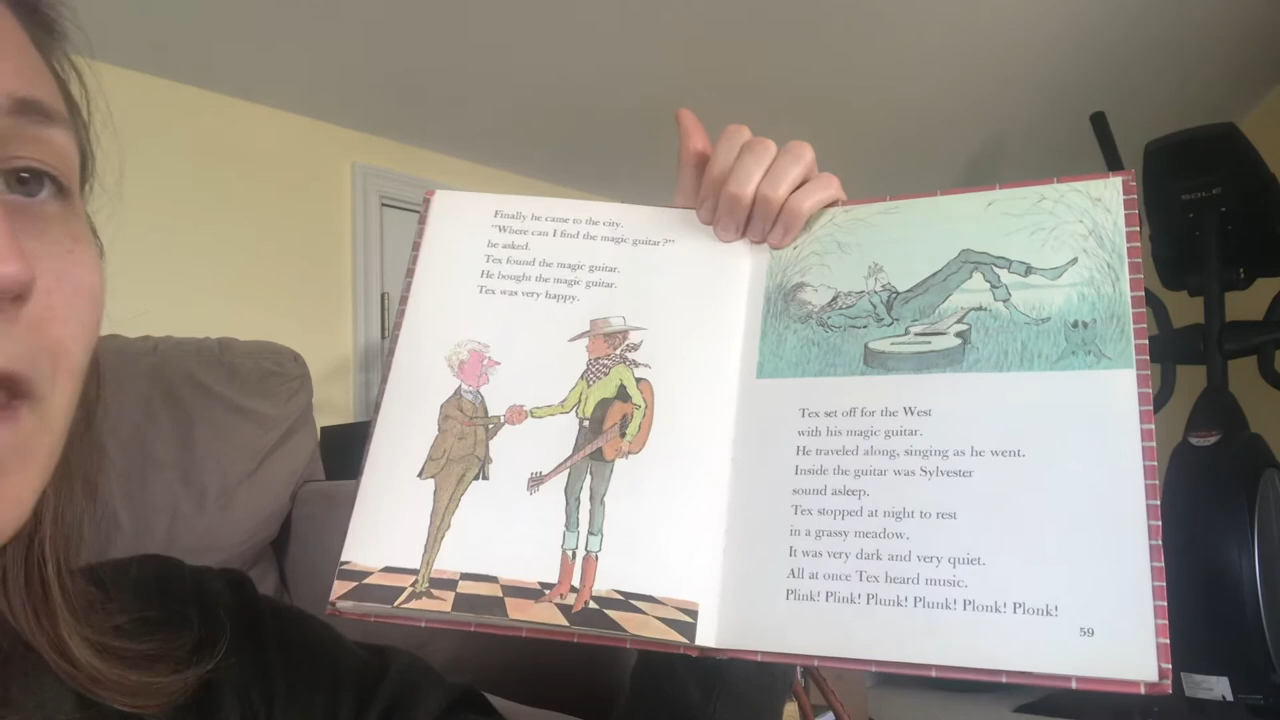 Finally he came to the city.
"Where can I find the magic guitar?"
he asked.
Tex found the magic guitar.
He bought the magic guitar.
Tex was very happy.
Tex set off for the West
with his magic guitar.
He traveled along, singing as he went.
Inside the guitar was Sylvester
sound asleep.
Tex stopped at night to rest
in a grassy meadow.
It was very dark and very quiet.
All at once Tex heard music.
Plink! Plink! Plunk! Plunk! Plonk! Plonk!
59
SOLE